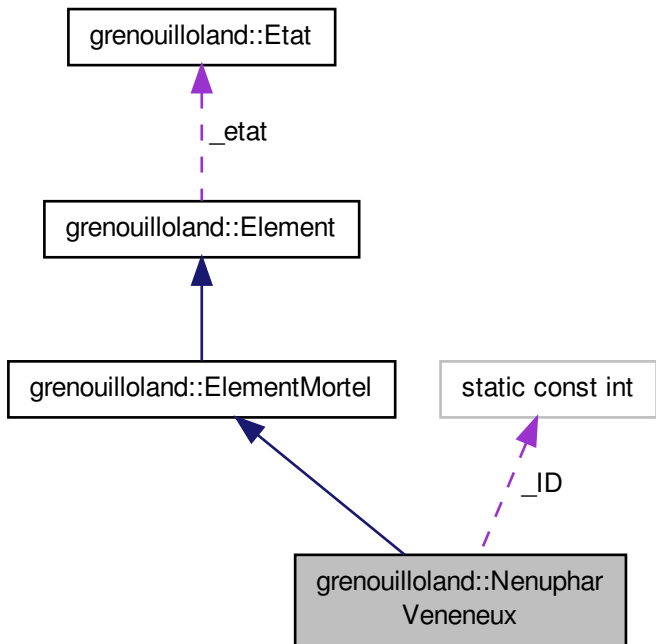 grenouilloland::Etat
_etat
grenouilloland::Element
grenouilloland::ElementMortel
static const int
_ID
grenouilloland::Nenuphar
Veneneux